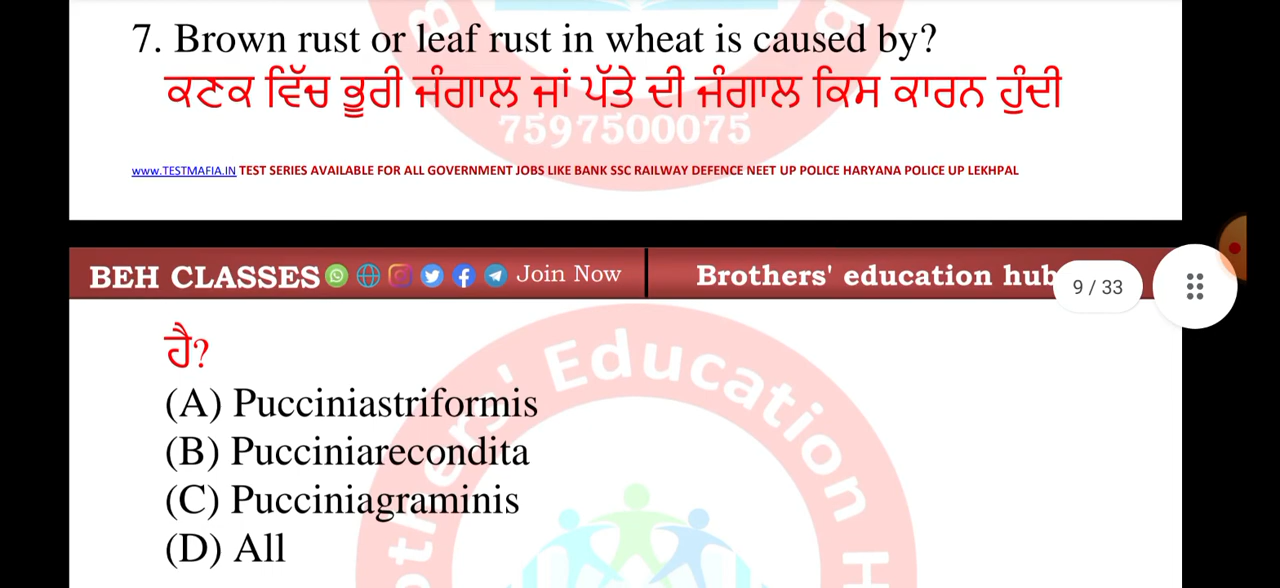 7. Brown rust or leaf rust in wheat is caused by?
ਕਣਕ ਵਿੱਚ ਭੂਰੀ ਜੰਗਾਲ ਜਾਂ ਪੱਤੇ ਦੀ ਜੰਗਾਲ ਕਿਸ ਕਾਰਨ ਹੁੰਦੀ
7597500075
www.TESTMAFIA.IN TEST SERIES AVAILABLE FOR ALL GOVERNMENT JOBS LIKE BANK SSC RAILWAY DEFENCE NEET UP POLICE HARYANA POLICE UP LEKHPAL
BEH CLASSES Join Now Brothers' education hub
9 / 33
ਹੈ?
Education
(A) Pucciniastriformis
(B) Pucciniarecondita
(C) Pucciniagraminis
(D) All